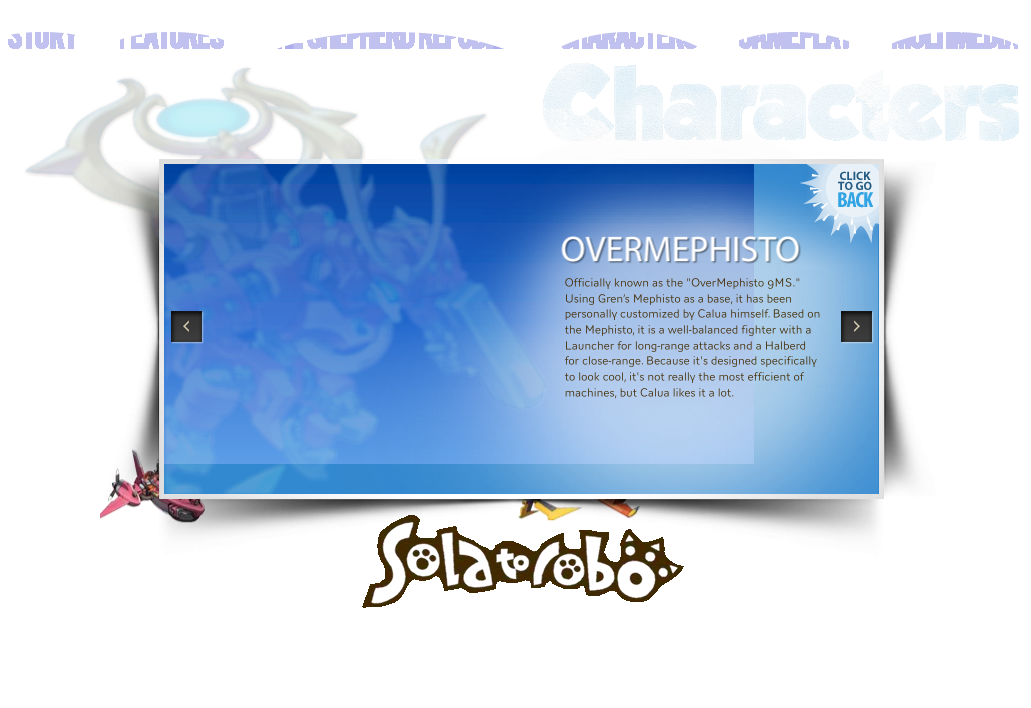 STORY FEATURES THE SHEPHERD REPUBLIC CHARACTERS GAMEPLAY MULTIMEDIA
Characters
CLICK
TO GO
BACK
OVERMEPHISTO
Officially known as the "OverMephisto 9MS."
Using Gren's Mephisto as a base, it has been
personally customized by Calua himself. Based on
the Mephisto, it is a well-balanced fighter with a
Launcher for long-range attacks and a Halberd
for close-range. Because it's designed specifically
to look cool, it's not really the most efficient of
machines, but Calua likes it a lot.
Solatorobo